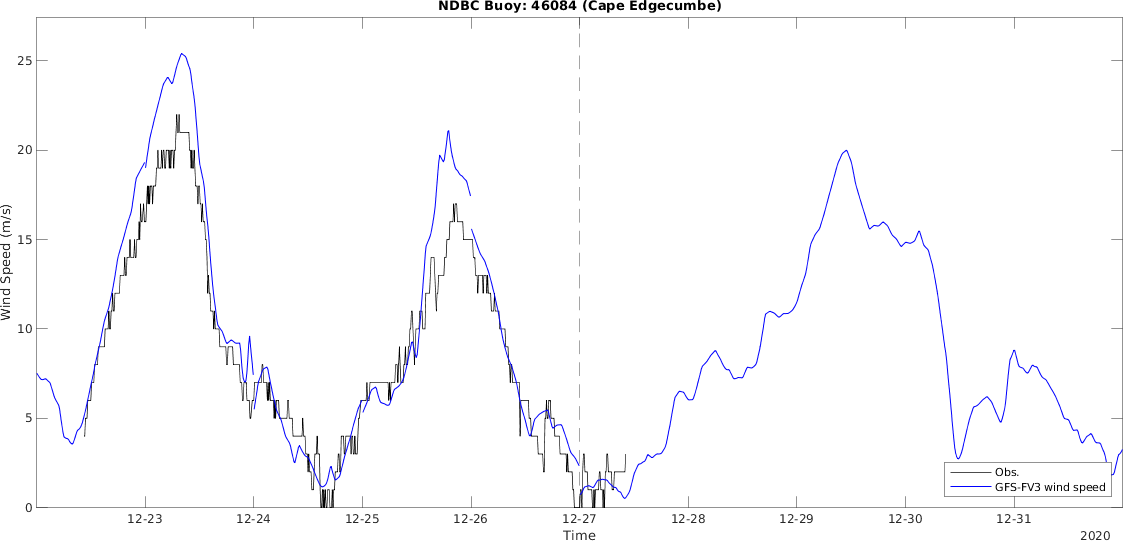 NDBC Buoy: 46084 (Cape Edgecumbe)
Wind Speed (m/s)
25
20
15
10
5
0
Obs.
GFS-FV3 wind speed
12-23 12-24 12-25 12-26 12-27 12-28 12-29 12-30 12-31
Time
2020